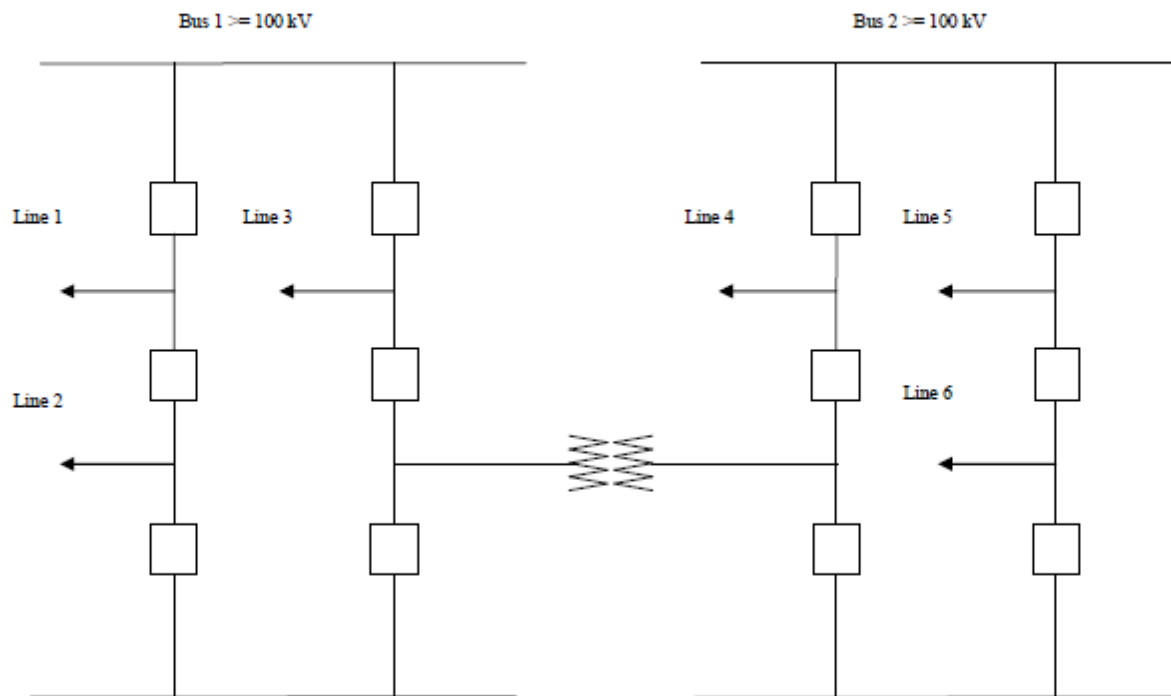 Bus 1 >= 100 kV
Bus 2 >= 100 kV
Line 1
Line 3
Line 4
Line 5
Line 2
Line 6